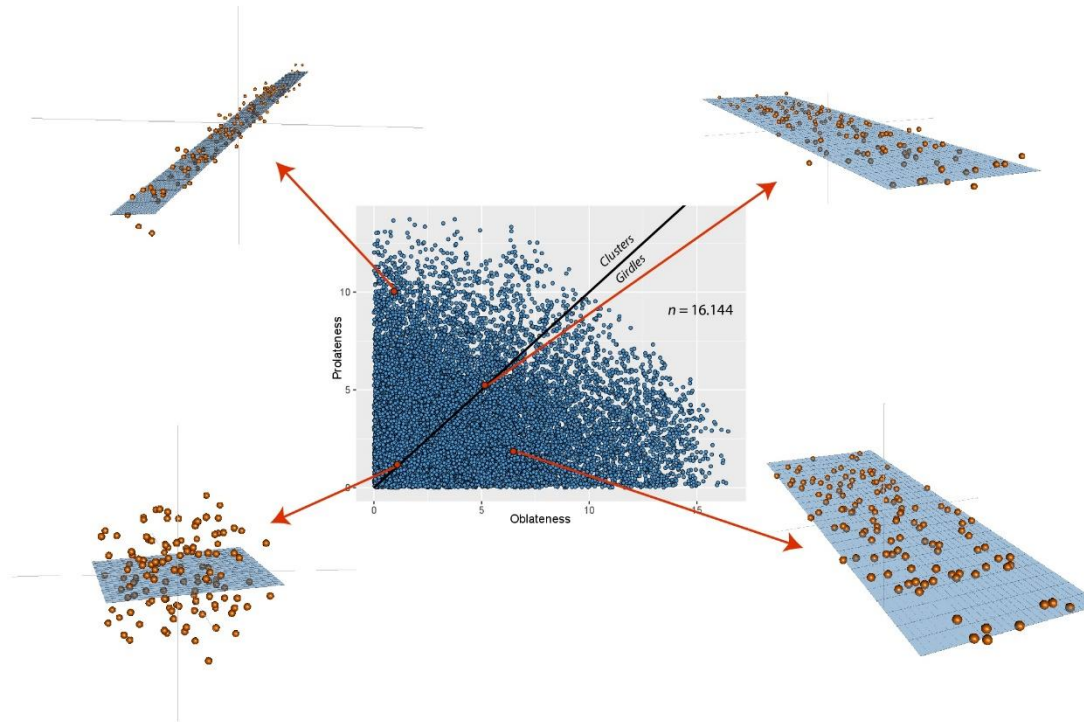 Clusters
Girdles
n = 16.144
Prolateness
10
5
0
0
5
10
15
Oblateness